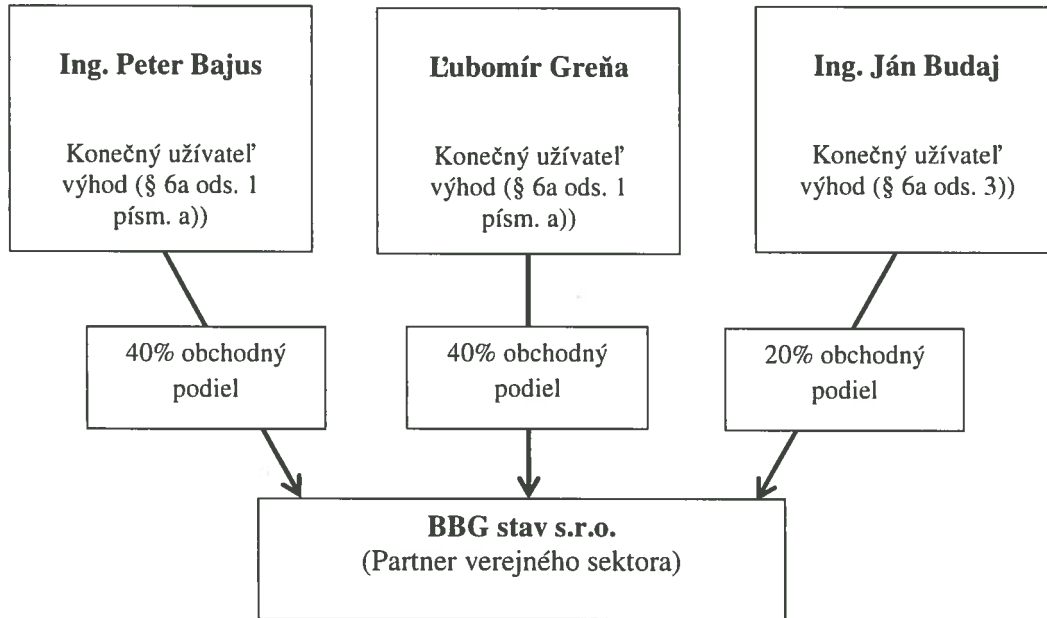 Ing. Peter Bajus
Konečný užívateľ
výhod (§ 6a ods. 1
písm. a))
Ľubomír Greňa
Konečný užívateľ
výhod (§ 6a ods. 1
písm. a))
Ing. Ján Budaj
Konečný užívateľ
výhod (§ 6a ods. 3))
40% obchodný
podiel
40% obchodný
podiel
20% obchodný
podiel
BBG stav s.r.o.
(Partner verejného sektora)